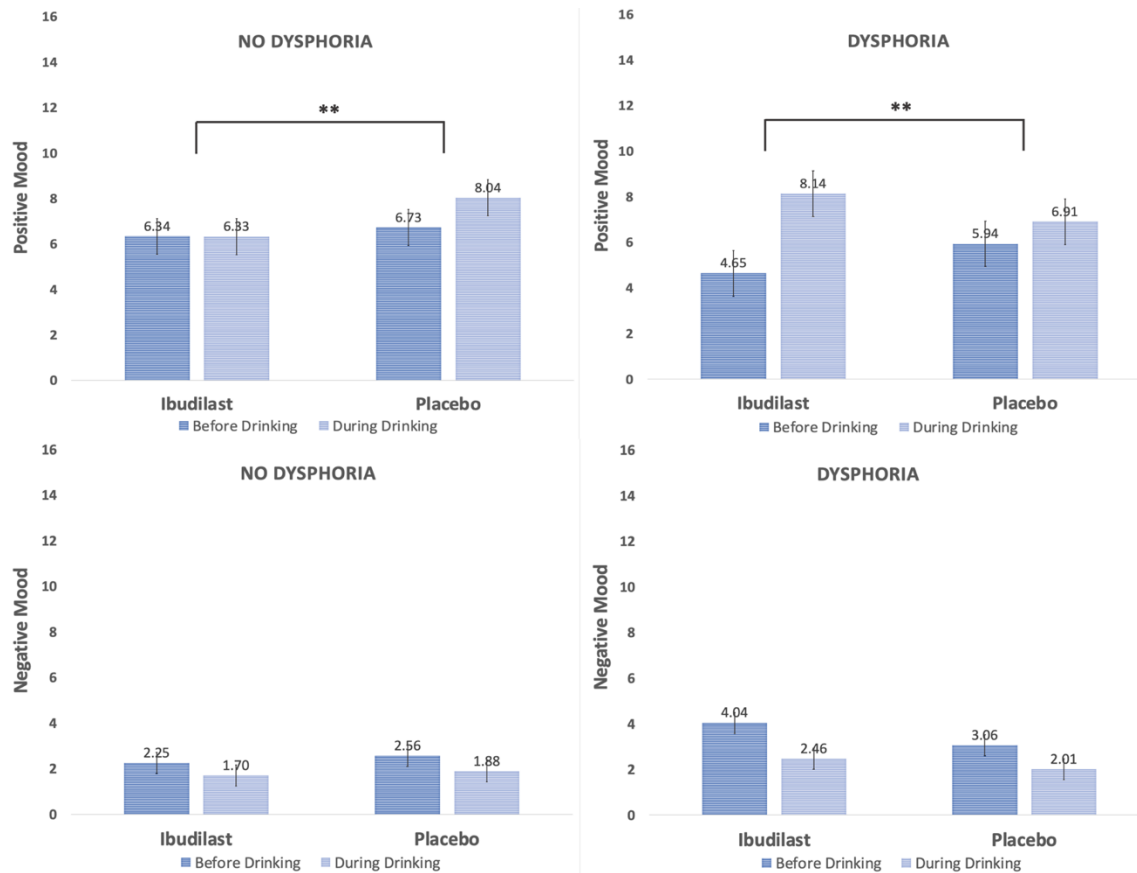 NO DYSPHORIA
Positive Mood
16
14
12
10
8
6
4
2
0
**
6.34
6.33
6.73
8.04
Ibudilast
Placebo
Before Drinking
During Drinking
DYSPHORIA
Positive Mood
16
14
12
10
8
6
4
2
0
**
4.65
8.14
5.94
6.91
Ibudilast
Placebo
Before Drinking
During Drinking
NO DYSPHORIA
Negative Mood
16
14
12
10
8
6
4
2
0
2.25
1.70
2.56
1.88
Ibudilast
Placebo
Before Drinking
During Drinking
DYSPHORIA
Negative Mood
16
14
12
10
8
6
4
2
0
4.04
2.46
3.06
2.01
Ibudilast
Placebo
Before Drinking
During Drinking